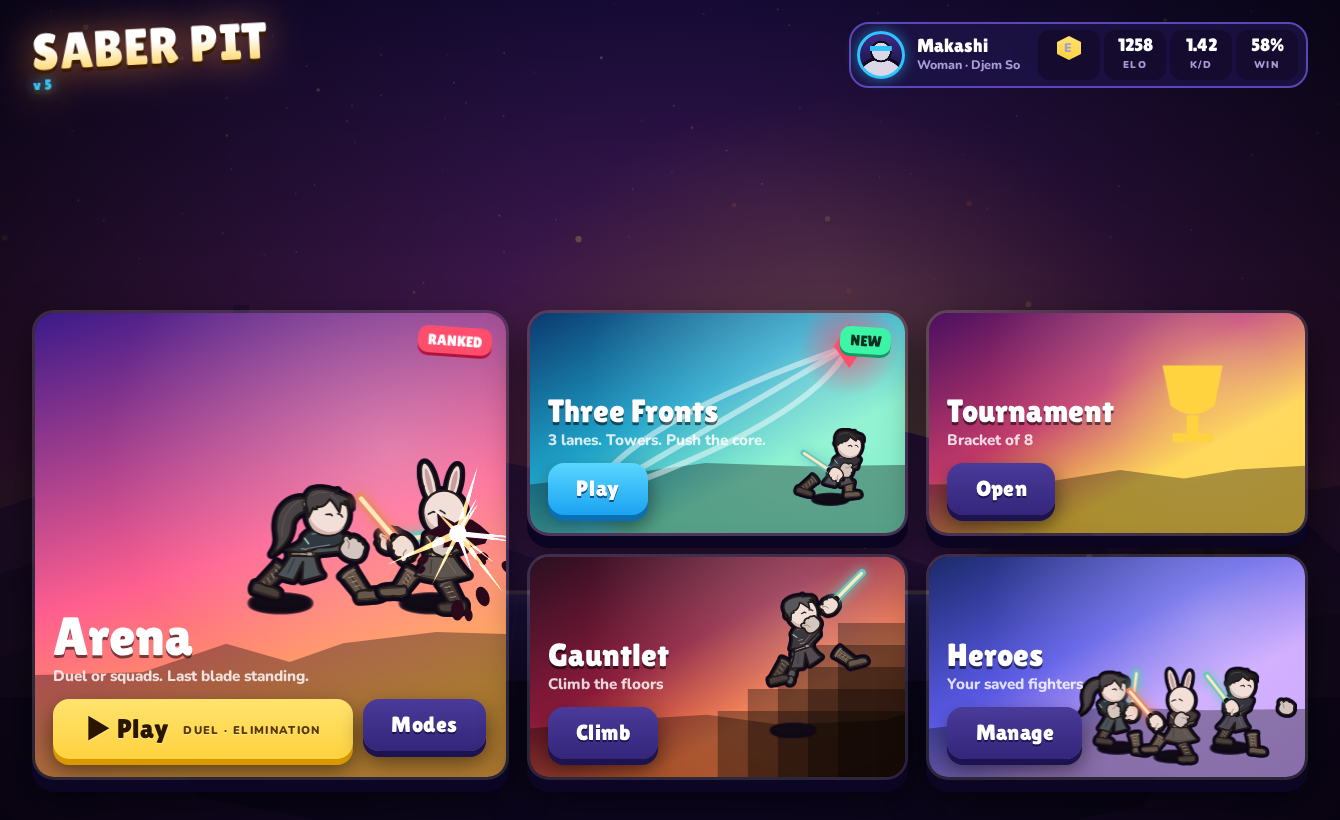 SABER PIT
v 5
Makashi
Woman · Djem So
E
1258
ELO
1.42
K/D
58%
WIN
RANKED
Arena
Duel or squads. Last blade standing.
Play
DUEL · ELIMINATION
Modes
NEW
Three Fronts
3 lanes. Towers. Push the core.
Play
Tournament
Bracket of 8
Open
Gauntlet
Climb the floors
Climb
Heroes
Your saved fighters
Manage